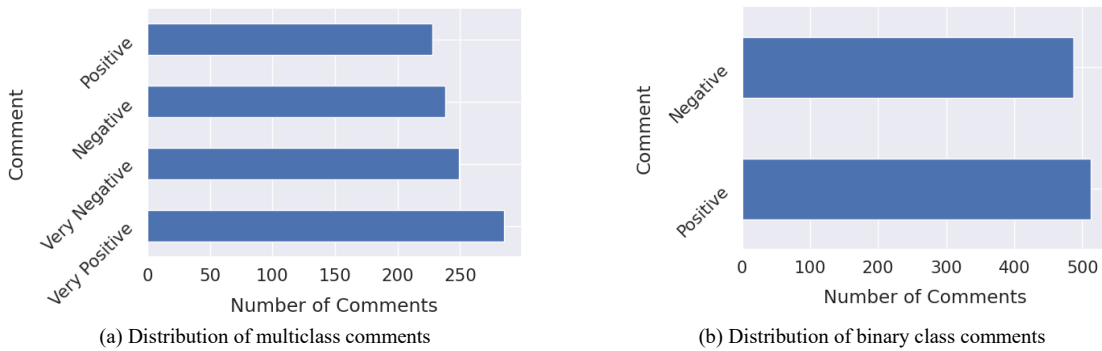 Comment
Positive
Negative
Very Negative
Very Positive
0 50 100 150 200 250
Number of Comments
(a) Distribution of multiclass comments
Comment
Negative
Positive
0 100 200 300 400 500
Number of Comments
(b) Distribution of binary class comments